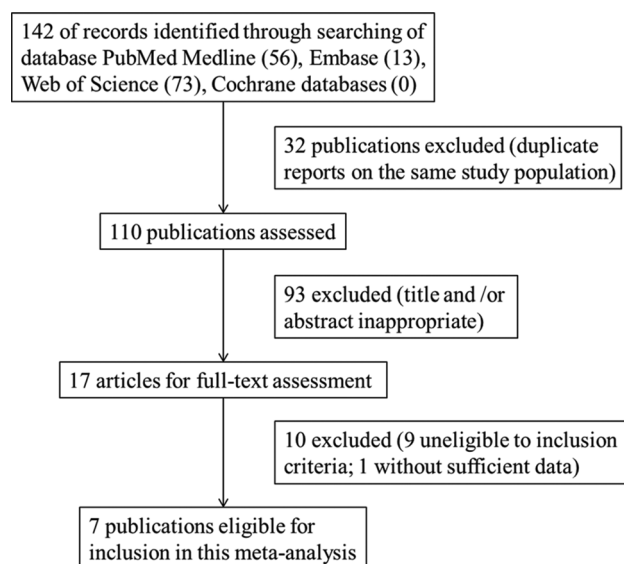 142 of records identified through searching of
database PubMed Medline (56), Embase (13),
Web of Science (73), Cochrane databases (0)
32 publications excluded (duplicate
reports on the same study population)
110 publications assessed
93 excluded (title and /or
abstract inappropriate)
17 articles for full-text assessment
10 excluded (9 uneligible to inclusion
criteria; 1 without sufficient data)
7 publications eligible for
inclusion in this meta-analysis